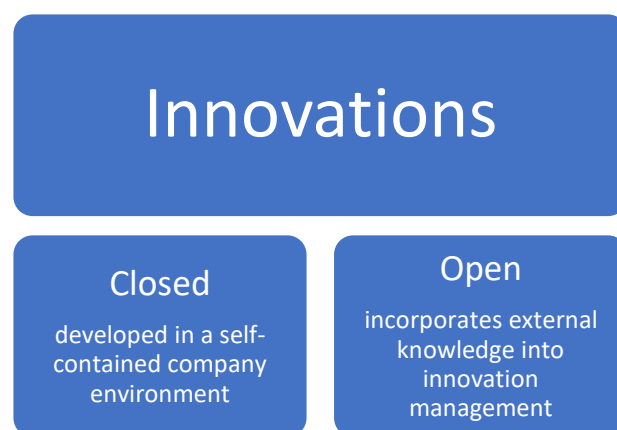 Innovations
Closed
developed in a self-
contained company
environment
Open
incorporates external
knowledge into
innovation
management